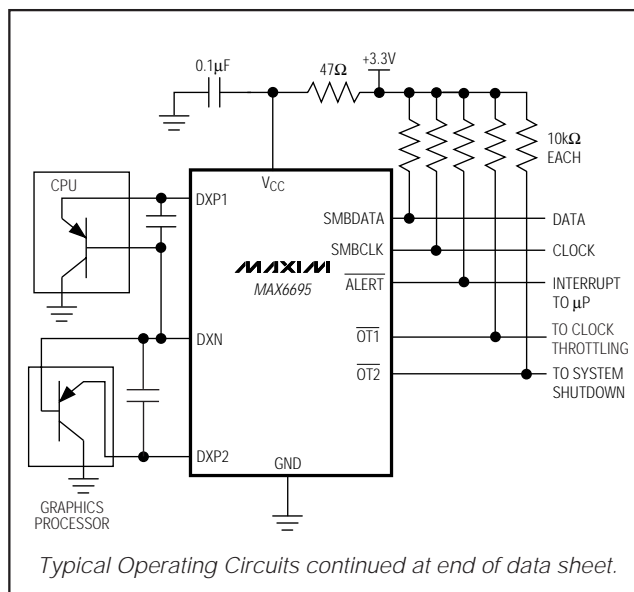 +3.3V
0.1µF
47Ω
10kΩ
EACH
CPU
VCC
DXP1
SMBDATA
DATA
SMBCLK
CLOCK
MAXIM
MAX6695
ALERT
INTERRUPT
TO µP
DXN
OT1
TO CLOCK
THROTTLING
OT2
TO SYSTEM
SHUTDOWN
DXP2
GND
GRAPHICS
PROCESSOR
Typical Operating Circuits continued at end of data sheet.